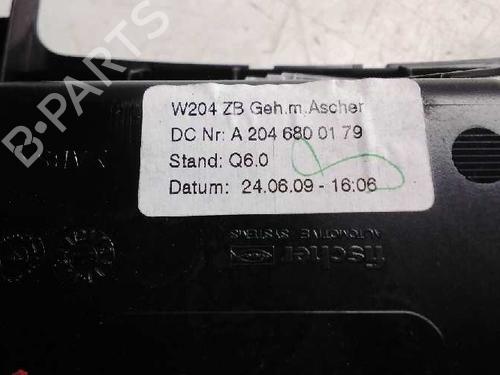 B-PARTS
W204 ZB Geh.m.Ascher
DC Nr: A 204 680 01 79
Stand: Q6.0
Datum: 24.06.09 - 16:06
fischer
AUTOMOTIVE SYSTEMS